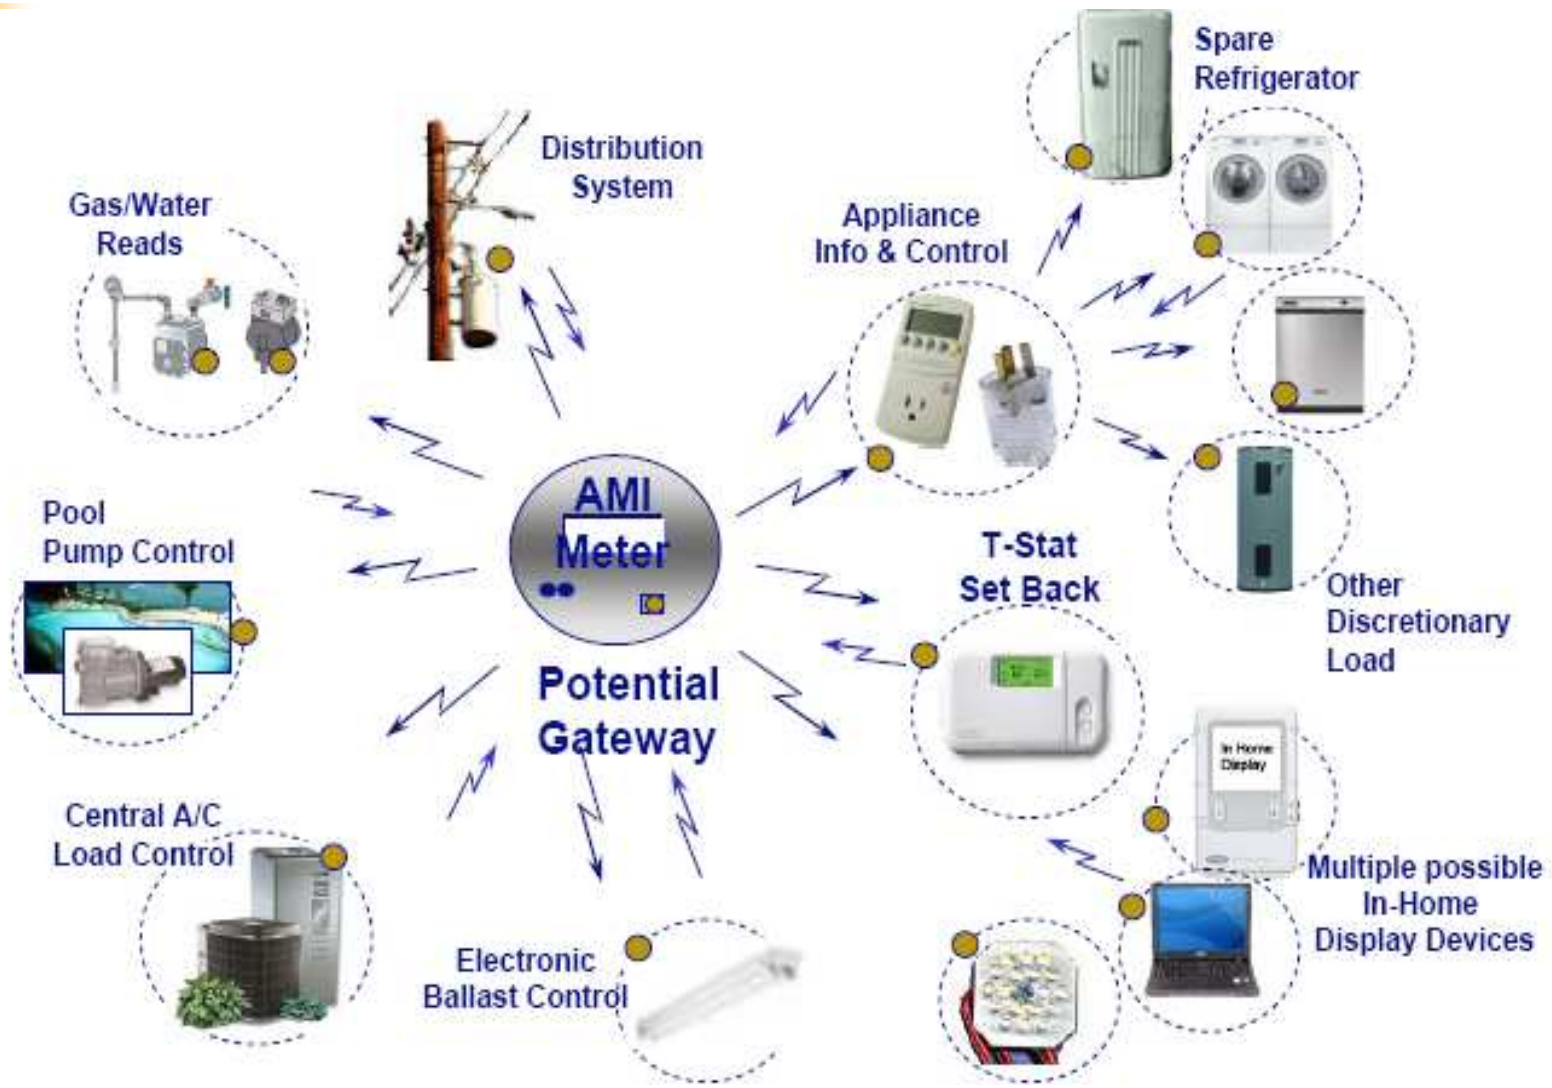 Spare
Refrigerator
Distribution
System
Gas/Water
Reads
Appliance
Info & Control
AMI
Meter
Pool
Pump Control
T-Stat
Set Back
Other
Discretionary
Load
Potential
Gateway
In Home
Display
Central A/C
Load Control
Multiple possible
In-Home
Display Devices
Electronic
Ballast Control